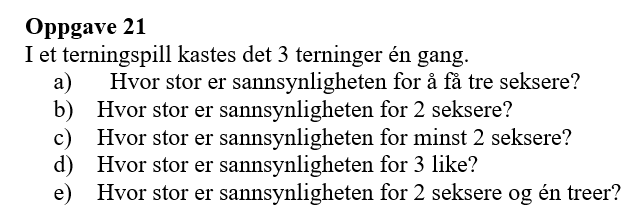 Oppgave 21
I et terningspill kastes det 3 terninger én gang.
a) Hvor stor er sannsynligheten for å få tre seksere?
b) Hvor stor er sannsynligheten for 2 seksere?
c) Hvor stor er sannsynligheten for minst 2 seksere?
d) Hvor stor er sannsynligheten for 3 like?
e) Hvor stor er sannsynligheten for 2 seksere og én treer?